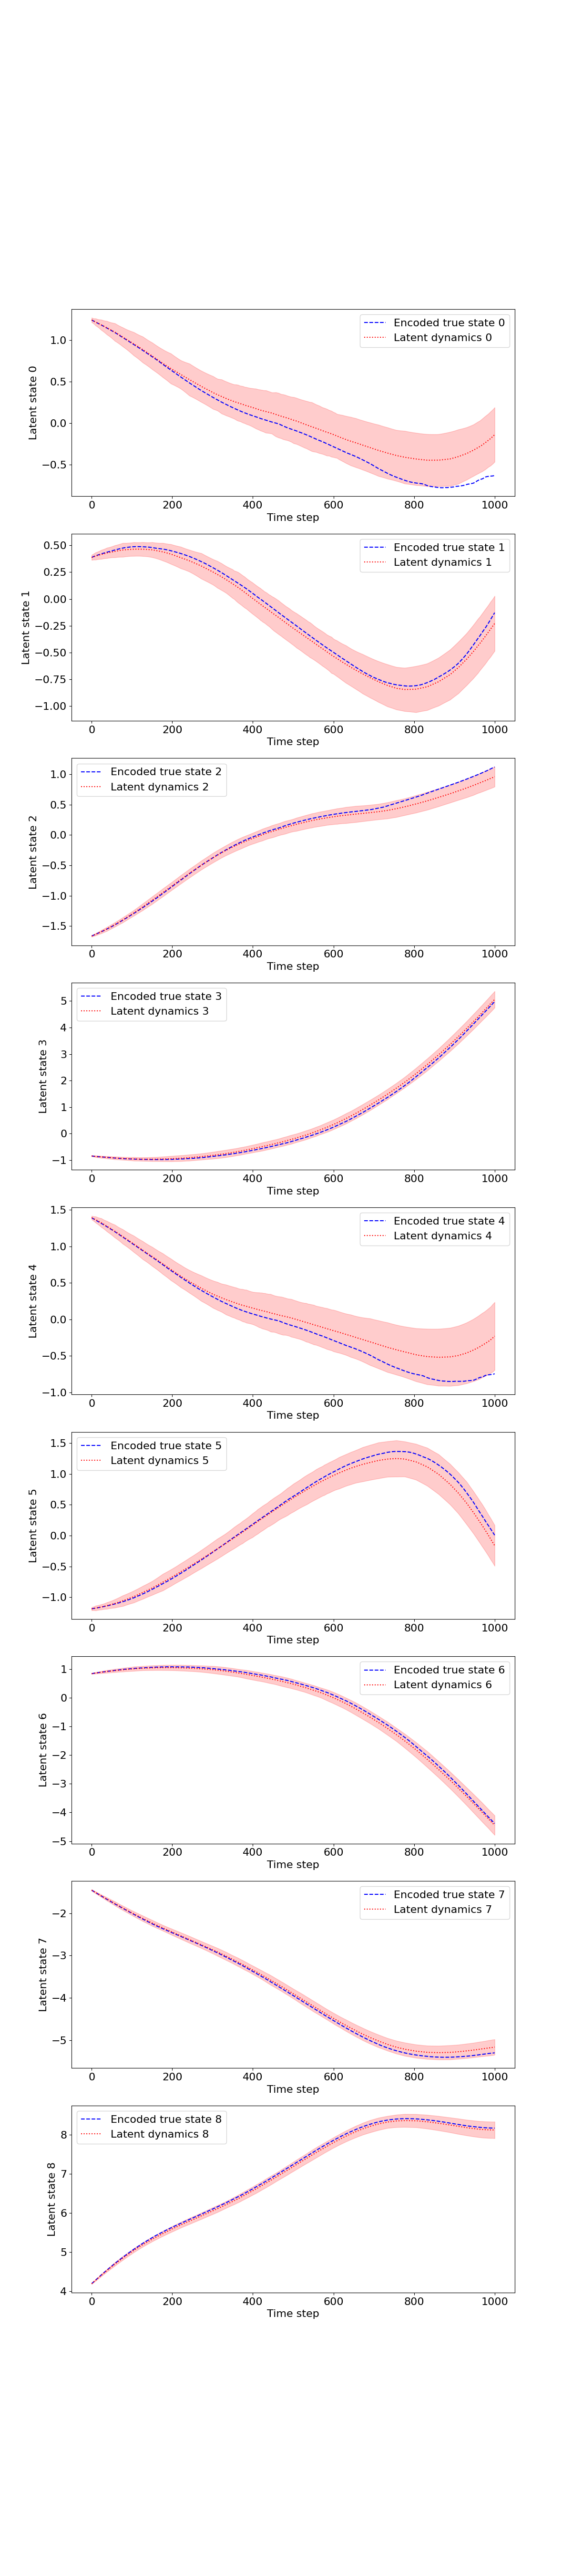 Encoded true state 0
Latent dynamics 0
1.0
0.5
0.0
−0.5
Latent state 0
0 200 400 600 800 1000
Time step
Encoded true state 1
Latent dynamics 1
0.50
0.25
0.00
−0.25
−0.50
−0.75
−1.00
Latent state 1
0 200 400 600 800 1000
Time step
Encoded true state 2
Latent dynamics 2
1.0
0.5
0.0
−0.5
−1.0
−1.5
Latent state 2
0 200 400 600 800 1000
Time step
Encoded true state 3
Latent dynamics 3
5
4
3
2
1
0
−1
Latent state 3
0 200 400 600 800 1000
Time step
Encoded true state 4
Latent dynamics 4
1.5
1.0
0.5
0.0
−0.5
−1.0
Latent state 4
0 200 400 600 800 1000
Time step
Encoded true state 5
Latent dynamics 5
1.5
1.0
0.5
0.0
−0.5
−1.0
Latent state 5
0 200 400 600 800 1000
Time step
Encoded true state 6
Latent dynamics 6
1
0
−1
−2
−3
−4
−5
Latent state 6
0 200 400 600 800 1000
Time step
Encoded true state 7
Latent dynamics 7
−2
−3
−4
−5
Latent state 7
0 200 400 600 800 1000
Time step
Encoded true state 8
Latent dynamics 8
8
7
6
5
4
Latent state 8
0 200 400 600 800 1000
Time step